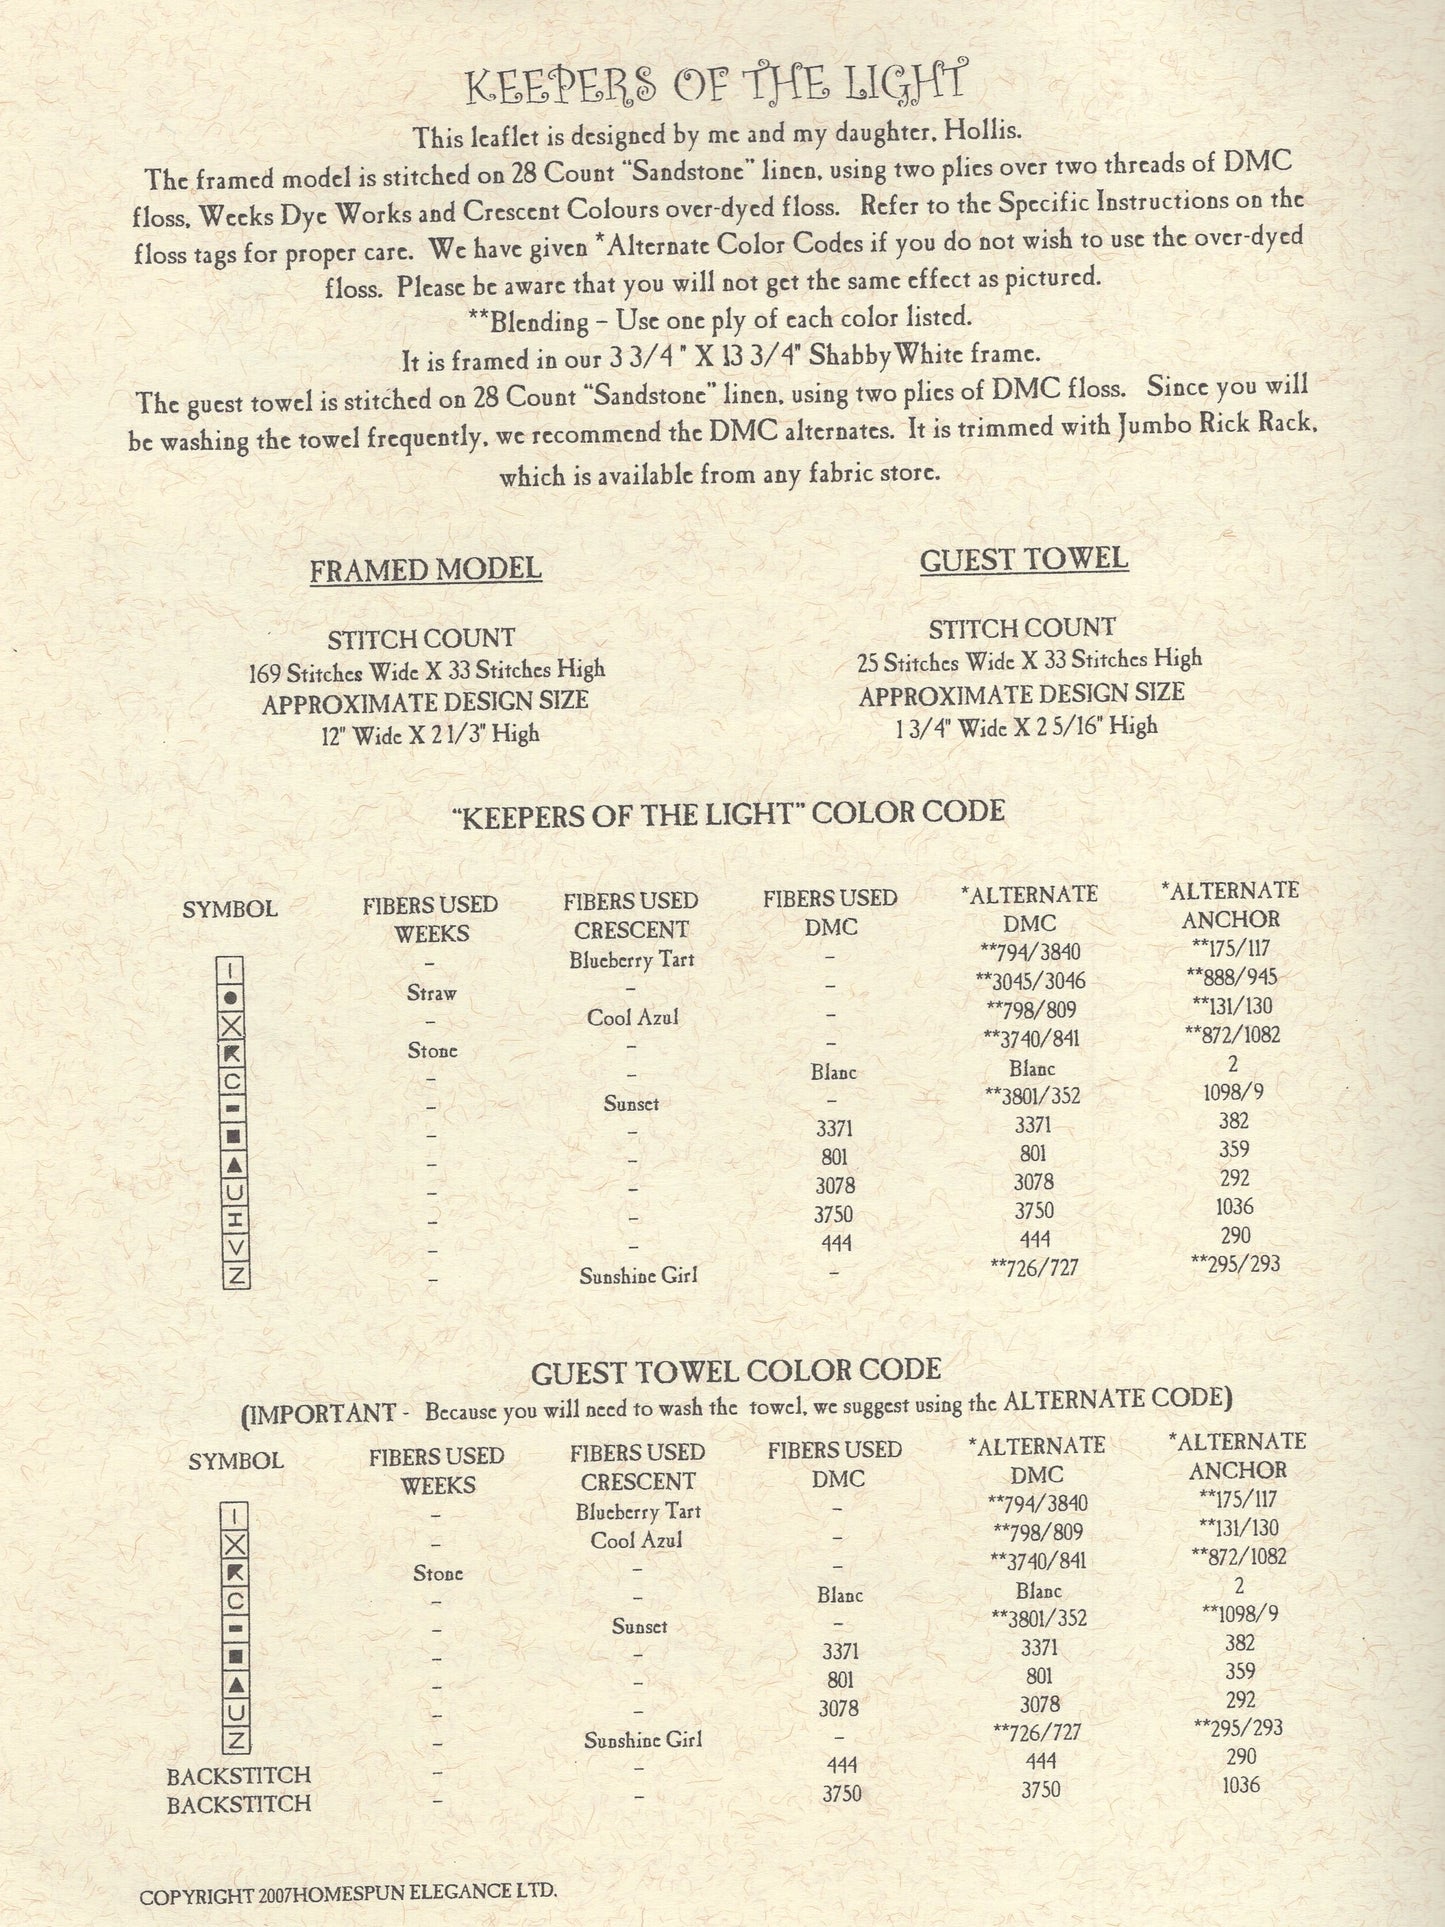 KEEPERS OF THE LIGHT
This leaflet is designed by me and my daughter, Hollis.
The framed model is stitched on 28 Count “Sandstone” linen, using two plies over two threads of DMC
floss, Weeks Dye Works and Crescent Colours over-dyed floss. Refer to the Specific Instructions on the
floss tags for proper care. We have given *Alternate Color Codes if you do not wish to use the over-dyed
floss. Please be aware that you will not get the same effect as pictured.
**Blending – Use one ply of each color listed.
It is framed in our 3 3/4 " X 13 3/4" Shabby White frame.
The guest towel is stitched on 28 Count “Sandstone” linen, using two plies of DMC floss. Since you will
be washing the towel frequently, we recommend the DMC alternates. It is trimmed with Jumbo Rick Rack,
which is available from any fabric store.
FRAMED MODEL
STITCH COUNT
169 Stitches Wide X 33 Stitches High
APPROXIMATE DESIGN SIZE
12" Wide X 2 1/3" High
GUEST TOWEL
STITCH COUNT
25 Stitches Wide X 33 Stitches High
APPROXIMATE DESIGN SIZE
1 3/4" Wide X 2 5/16" High
“KEEPERS OF THE LIGHT” COLOR CODE
SYMBOL FIBERS USED WEEKS FIBERS USED CRESCENT FIBERS USED DMC *ALTERNATE DMC *ALTERNATE ANCHOR
I – Blueberry Tart – **794/3840 **175/117
● Straw – – **3045/3046 **888/945
X – Cool Azul – **798/809 **131/130
◤ Stone – – **3740/841 **872/1082
C – – Blanc Blanc 2
▬ – Sunset – **3801/352 1098/9
■ – – 3371 3371 382
▲ – – 801 801 359
U – – 3078 3078 292
H – – 3750 3750 1036
V – – 444 444 290
Z – Sunshine Girl – **726/727 **295/293
GUEST TOWEL COLOR CODE
(IMPORTANT - Because you will need to wash the towel, we suggest using the ALTERNATE CODE)
SYMBOL FIBERS USED WEEKS FIBERS USED CRESCENT FIBERS USED DMC *ALTERNATE DMC *ALTERNATE ANCHOR
I – Blueberry Tart – **794/3840 **175/117
X – Cool Azul – **798/809 **131/130
◤ Stone – – **3740/841 **872/1082
C – – Blanc Blanc 2
▬ – Sunset – **3801/352 **1098/9
■ – – 3371 3371 382
▲ – – 801 801 359
U – – 3078 3078 292
Z – Sunshine Girl – **726/727 **295/293
BACKSTITCH – – 444 444 290
BACKSTITCH – – 3750 3750 1036
COPYRIGHT 2007HOMESPUN ELEGANCE LTD.